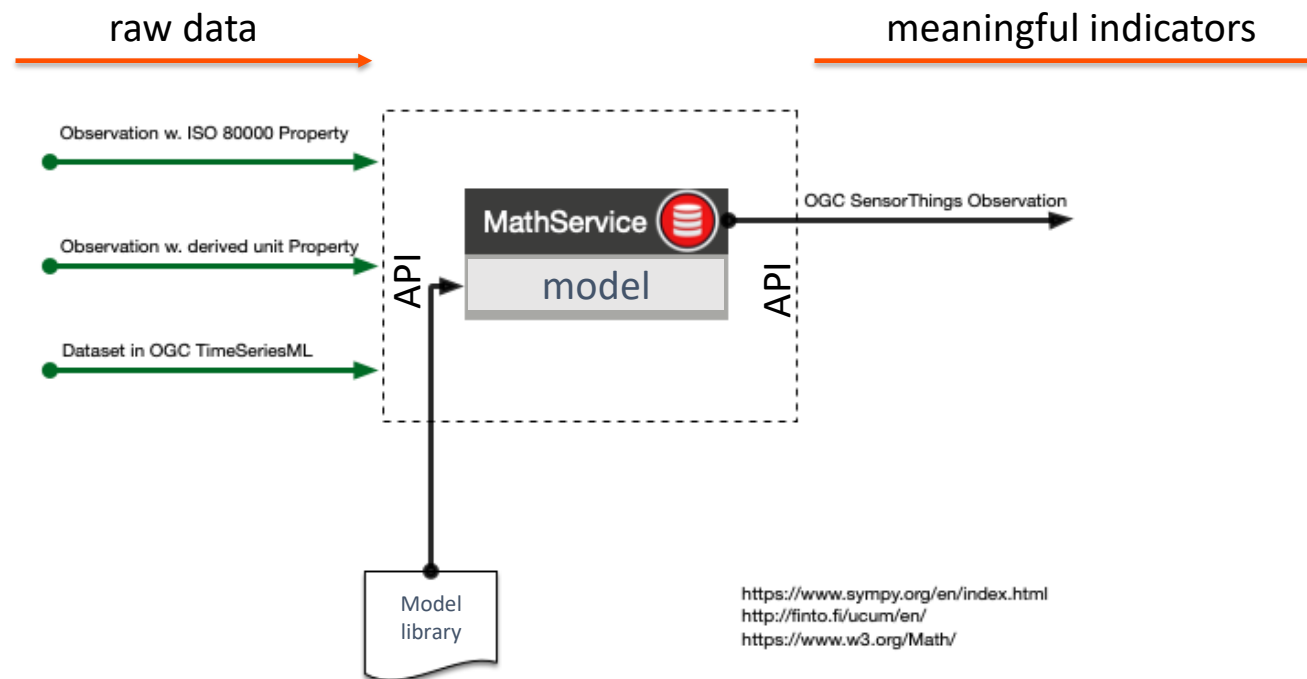 raw data
meaningful indicators
Observation w. ISO 80000 Property
OGC SensorThings Observation
MathService
Observation w. derived unit Property
API
model
API
Dataset in OGC TimeSeriesML
Model
library
https://www.sympy.org/en/index.html
http://finto.fi/ucum/en/
https://www.w3.org/Math/